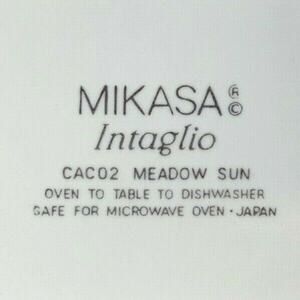 MIKASA ® ©
Intaglio
CAC02 MEADOW SUN
OVEN TO TABLE TO DISHWASHER
SAFE FOR MICROWAVE OVEN · JAPAN